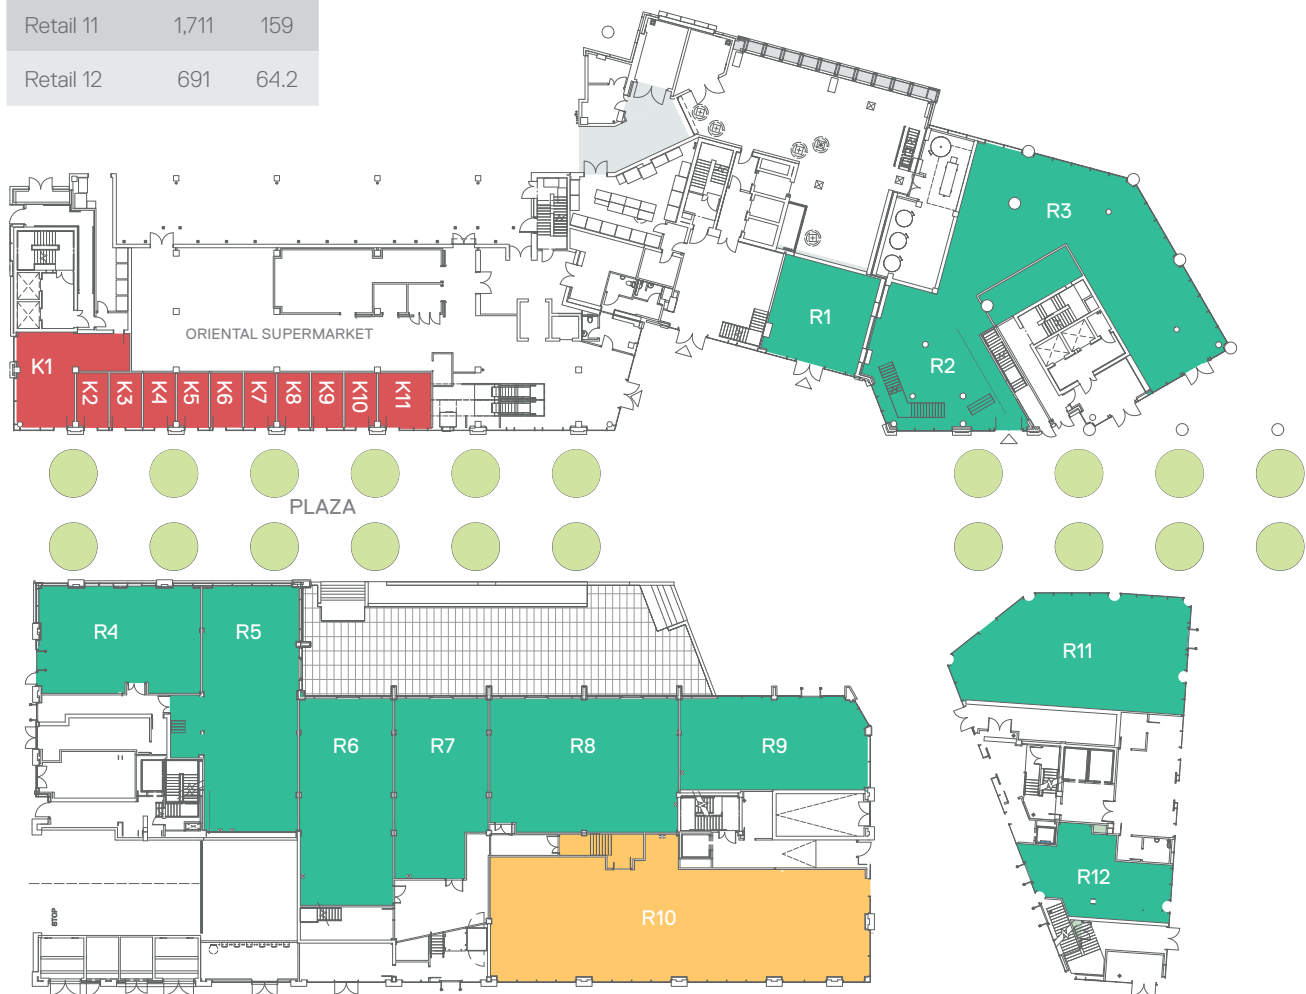 Retail 11 1,711 159
Retail 12 691 64.2
R3
R1
ORIENTAL SUPERMARKET
K1
R2
K2 K3 K4 K5 K6 K7 K8 K9 K10 K11
PLAZA
R4 R5
R11
R6 R7 R8 R9
R12
R10
STOP